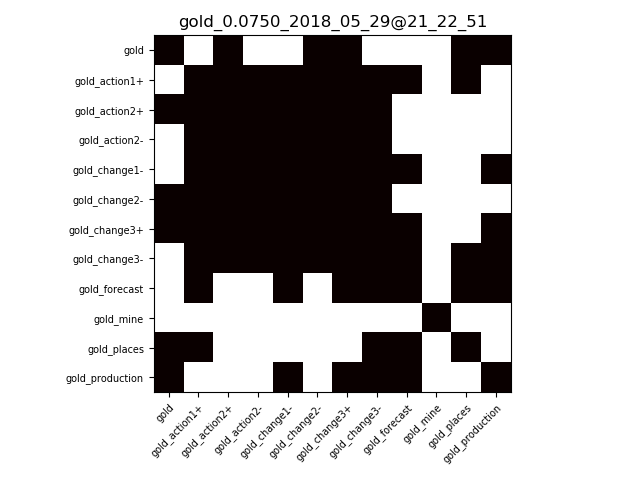 gold_0.0750_2018_05_29@21_22_51
gold
gold_action1+
gold_action2+
gold_action2-
gold_change1-
gold_change2-
gold_change3+
gold_change3-
gold_forecast
gold_mine
gold_places
gold_production
gold
gold_action1+
gold_action2+
gold_action2-
gold_change1-
gold_change2-
gold_change3+
gold_change3-
gold_forecast
gold_mine
gold_places
gold_production